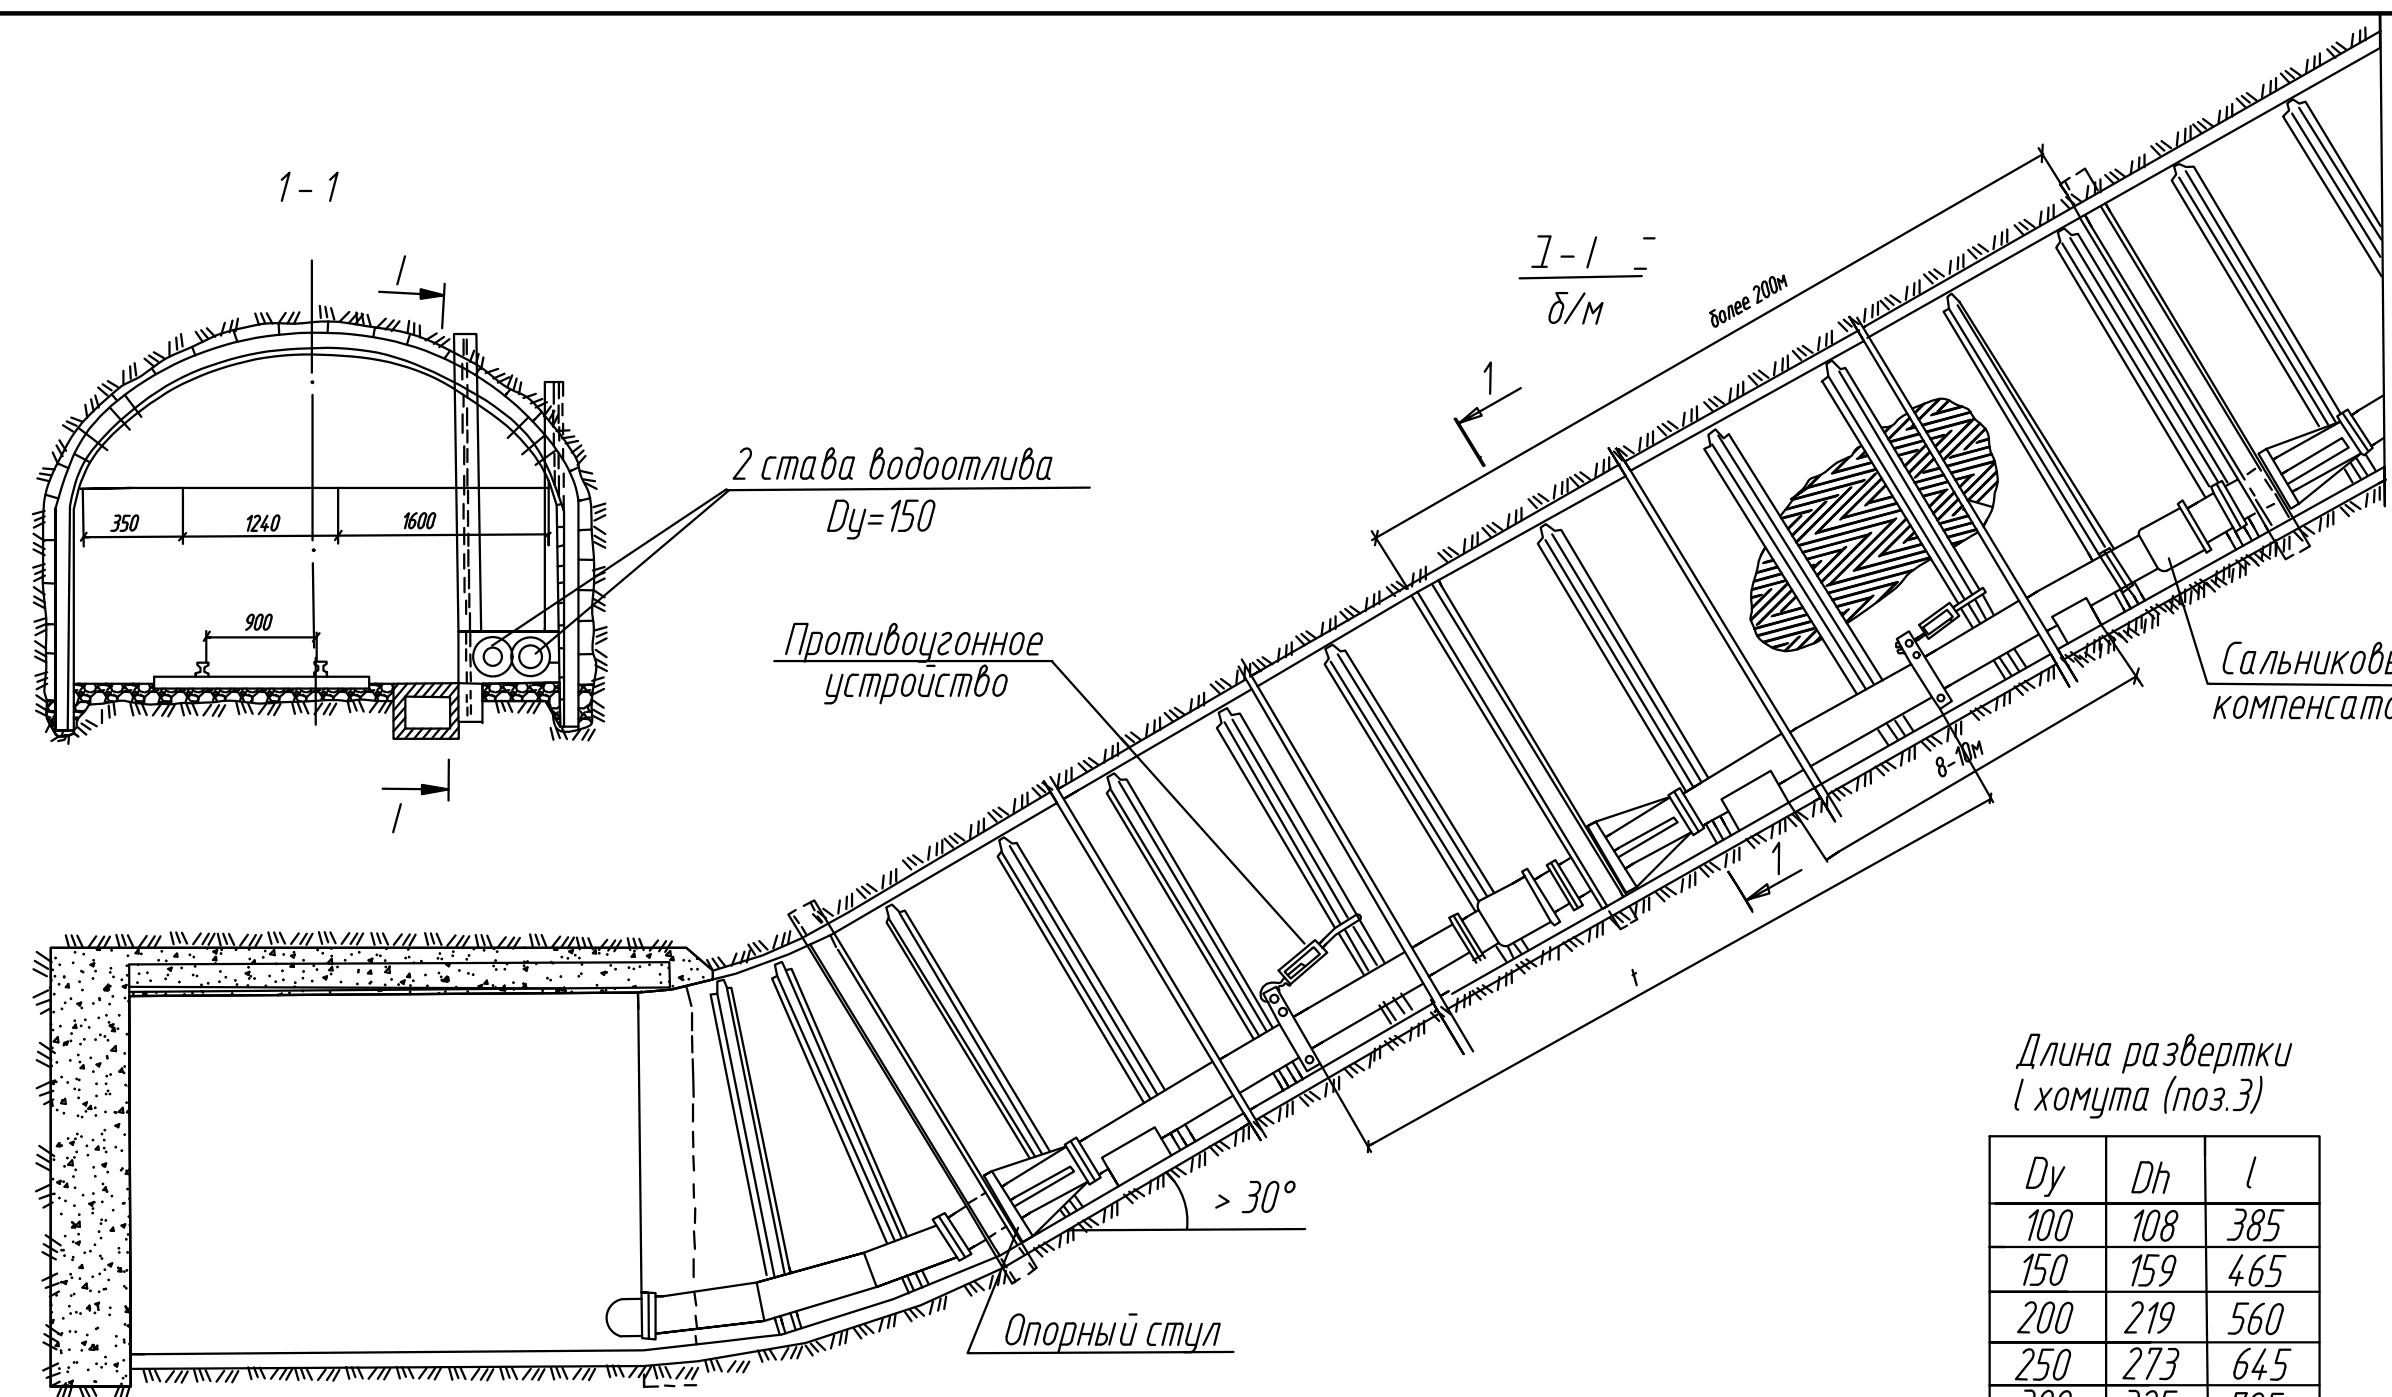 1-1
I
350
1240
1600
900
I
2 става водоотлива
Dy=150
I-I
б/м
1
более 200м
Противоугонное
устройство
8-10м
1
t
> 30°
Опорный стул
Длина развертки
l хомута (поз.3)
Dy Dh l
100 108 385
150 159 465
200 219 560
250 273 645